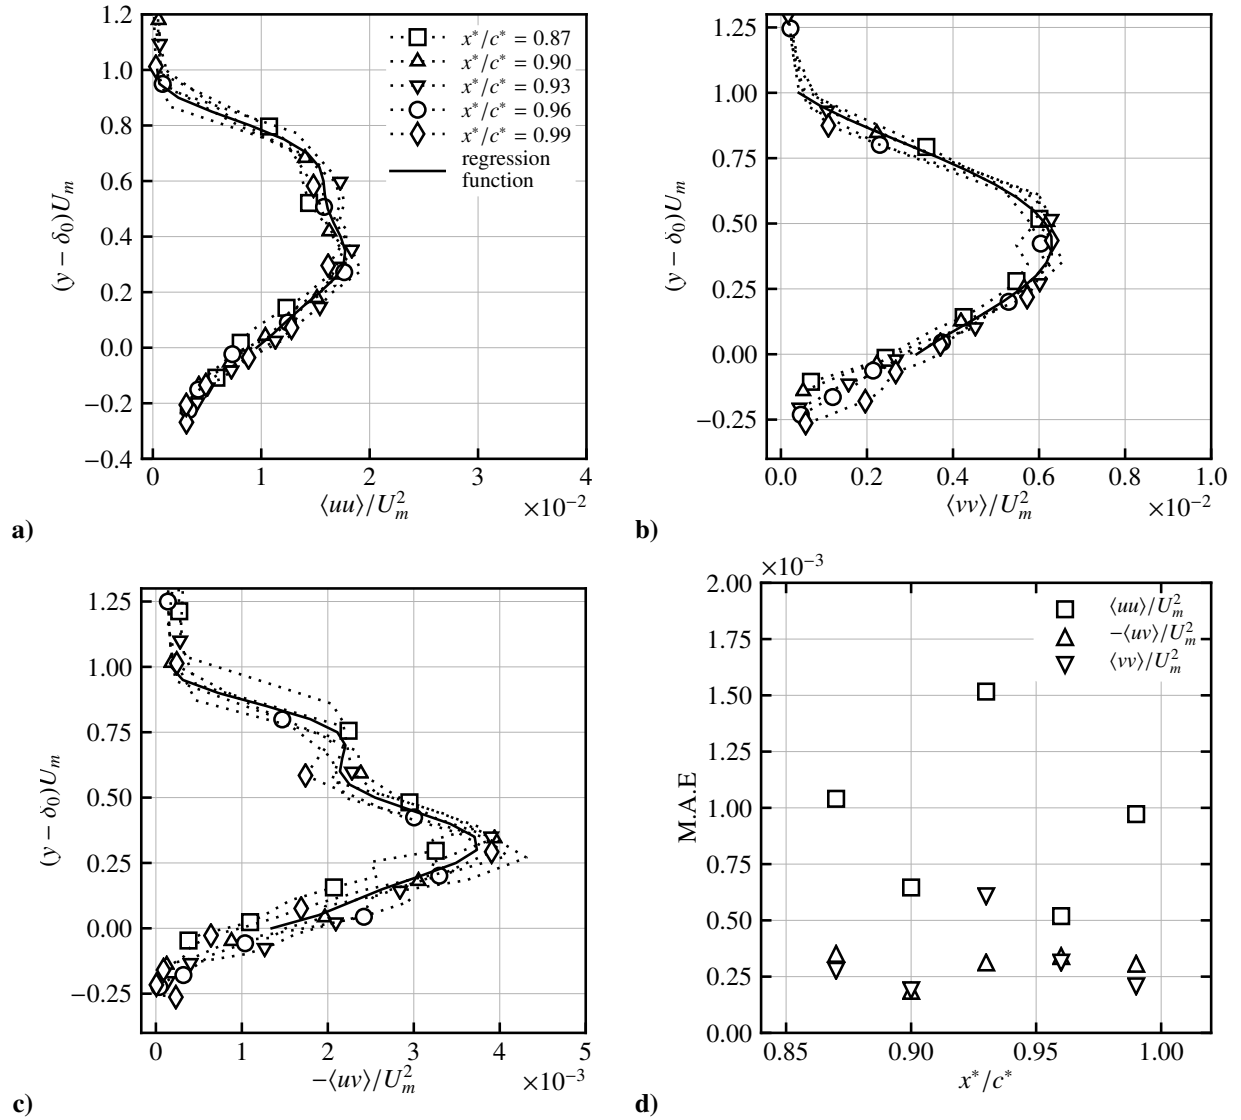 1.2
1.0
0.8
0.6
0.4
0.2
0.0
−0.2
−0.4
(y − δ₀)Uₘ
x*/c* = 0.87
x*/c* = 0.90
x*/c* = 0.93
x*/c* = 0.96
x*/c* = 0.99
regression
function
0 1 2 3 4
⟨uu⟩/U²ₘ
×10⁻²
a)
1.25
1.00
0.75
0.50
0.25
0.00
−0.25
(y − δ₀)Uₘ
0.0 0.2 0.4 0.6 0.8 1.0
⟨vv⟩/U²ₘ
×10⁻²
b)
1.25
1.00
0.75
0.50
0.25
0.00
−0.25
(y − δ₀)Uₘ
0 1 2 3 4 5
−⟨uv⟩/U²ₘ
×10⁻³
c)
×10⁻³
2.00
1.75
1.50
1.25
1.00
0.75
0.50
0.25
0.00
M.A.E
⟨uu⟩/U²ₘ
−⟨uv⟩/U²ₘ
⟨vv⟩/U²ₘ
0.85 0.90 0.95 1.00
x*/c*
d)